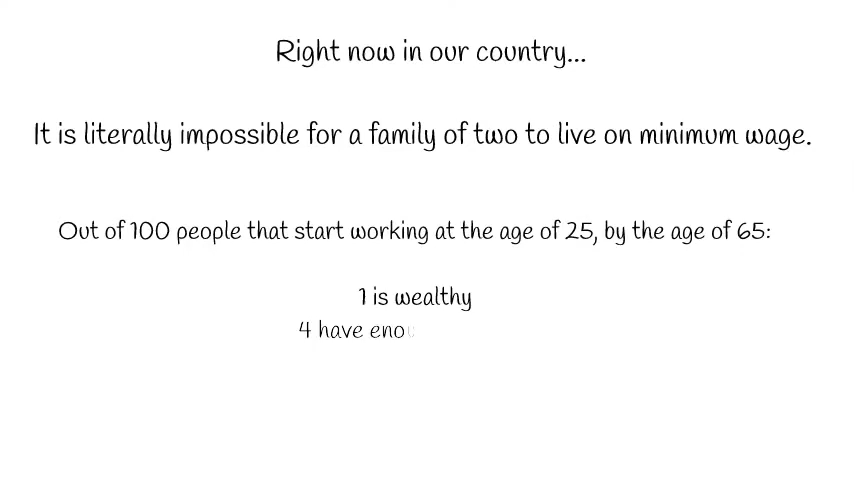 Right now in our country...
It is literally impossible for a family of two to live on minimum wage.
Out of 100 people that start working at the age of 25, by the age of 65:
1 is wealthy
4 have eno